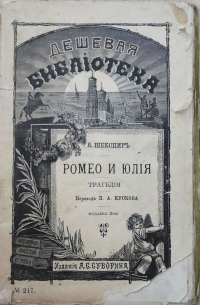 ДЕШЕВАЯ
БИБЛІОТЕКА
В. ШЕКСПИРЪ
РОМЕО И ЮЛІЯ
ТРАГЕДІЯ
Переводъ П. А. КУСКОВА
Изданіе А. С. СУВОРИНА
№ 217.